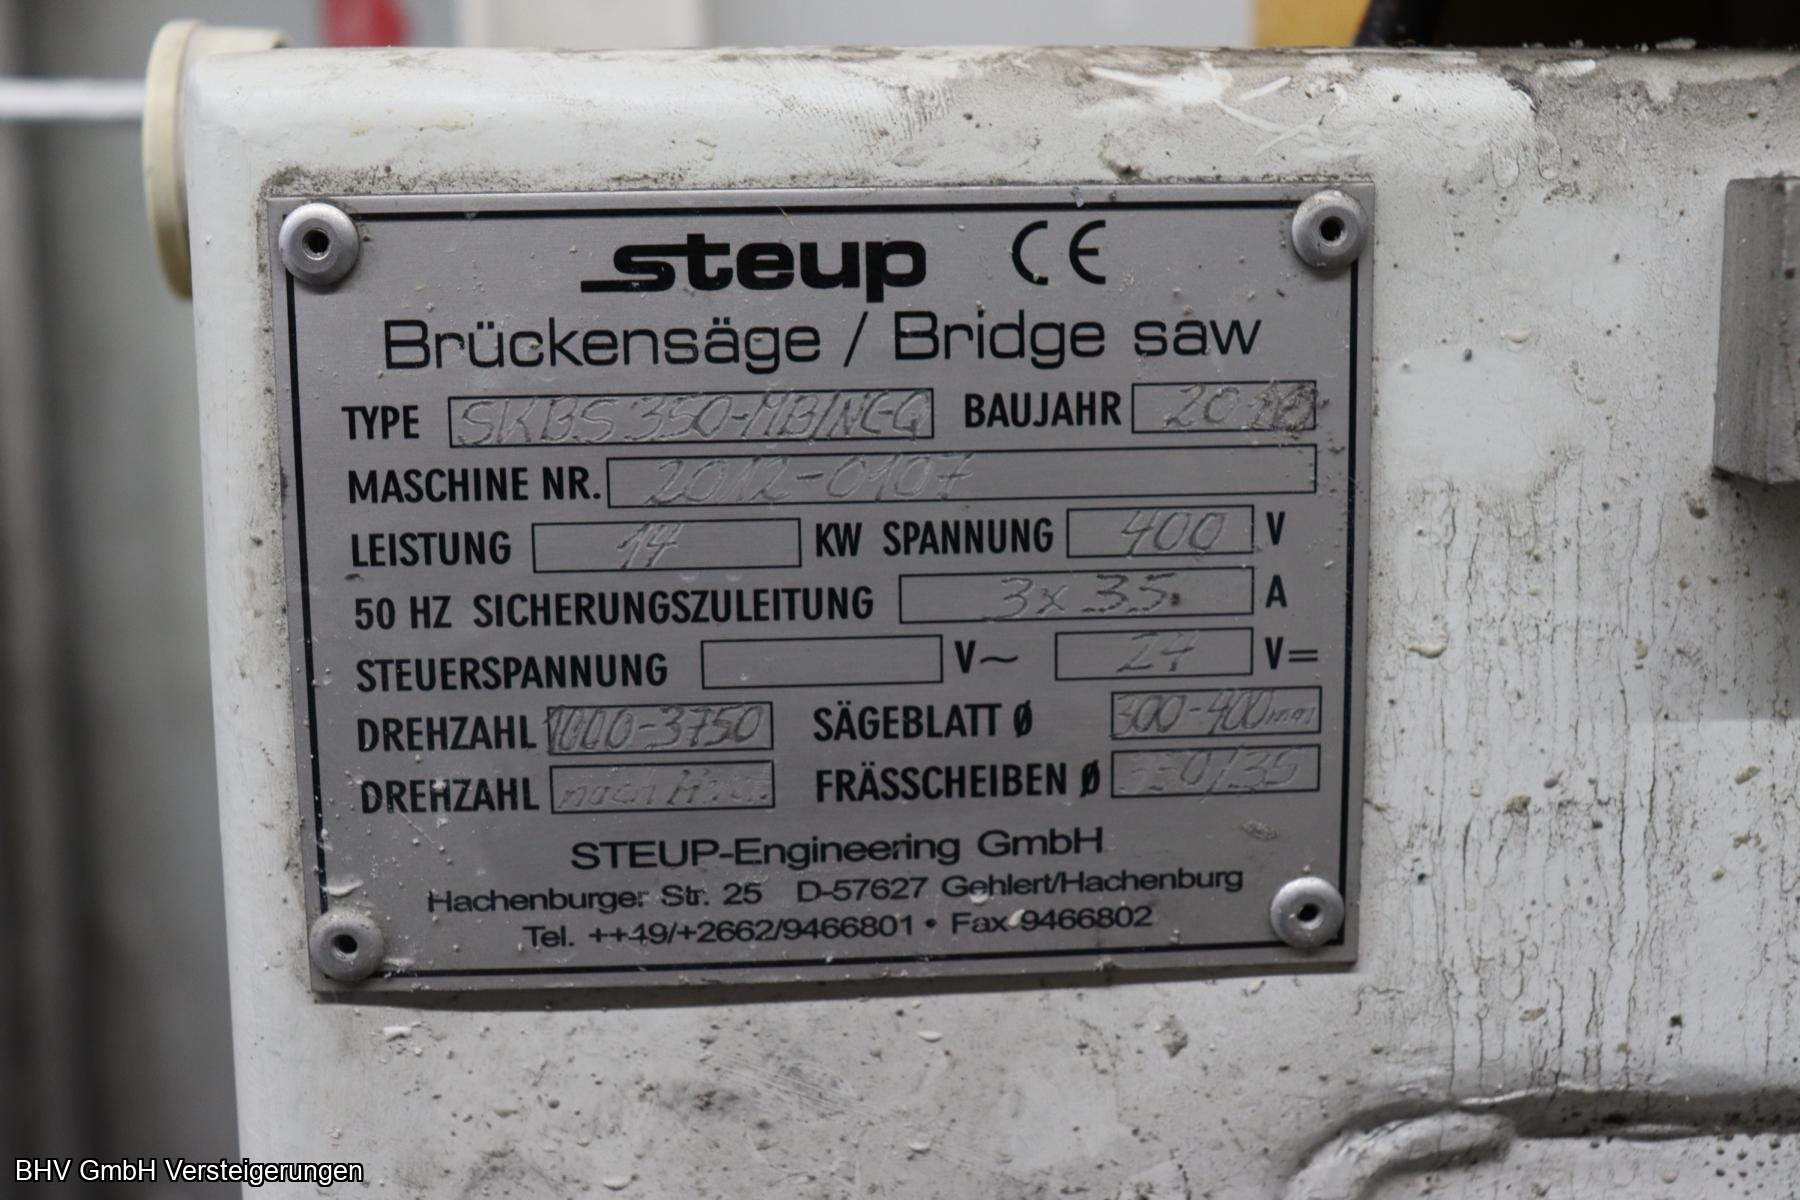 steup CE
Brückensäge / Bridge saw
TYPE SKBS 350-MB/NC-G BAUJAHR
MASCHINE NR. 2012-0107
LEISTUNG 14 KW SPANNUNG 400 V
50 HZ SICHERUNGSZULEITUNG 3x35 A
STEUERSPANNUNG V~ 24 V=
DREHZAHL 1000-3750 SÄGEBLATT Ø 300-400mm
DREHZAHL nach FRÄSSCHEIBEN Ø
STEUP-Engineering GmbH
Hachenburger Str. 25 D-57627 Gehlert/Hachenburg
Tel. ++49/+2662/9466801 • Fax 9466802
BHV GmbH Versteigerungen